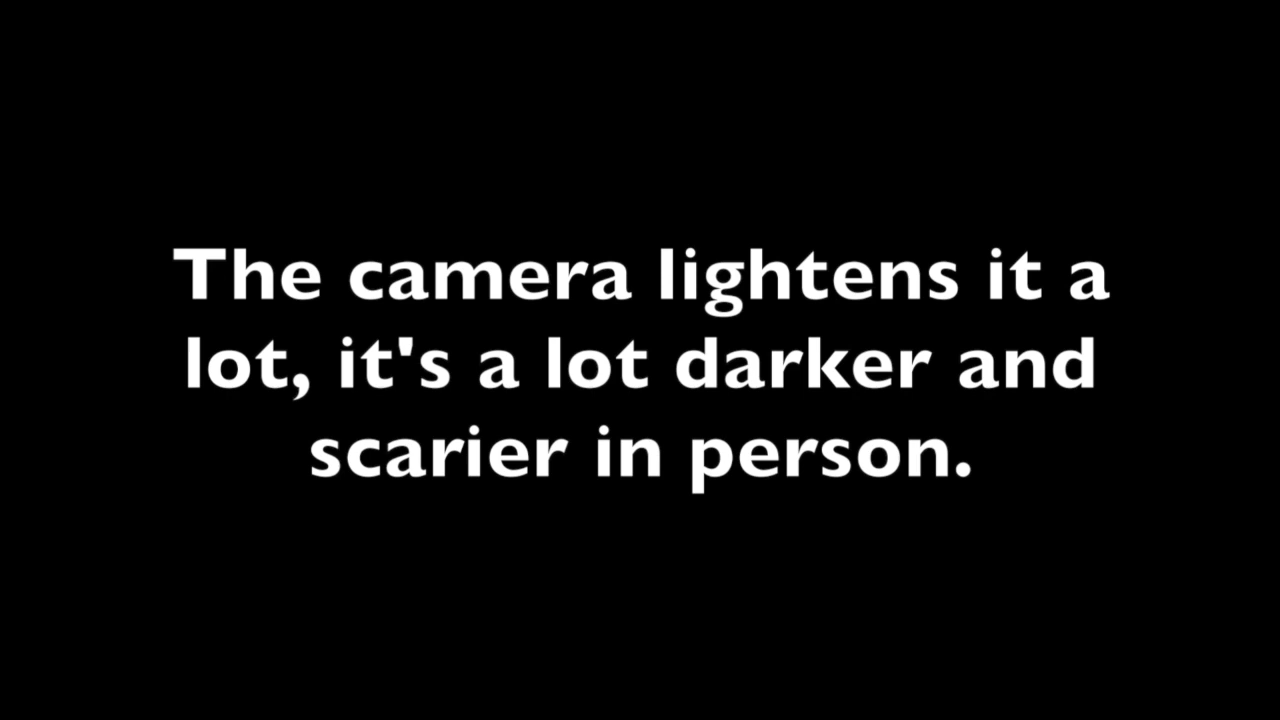 The camera lightens it a
lot, it's a lot darker and
scarier in person.